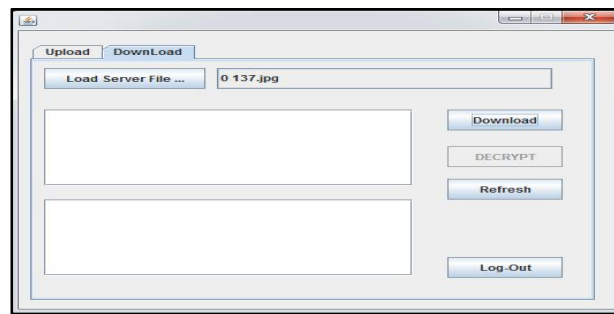 Upload DownLoad
Load Server File ... 0 137.jpg
Download
DECRYPT
Refresh
Log-Out